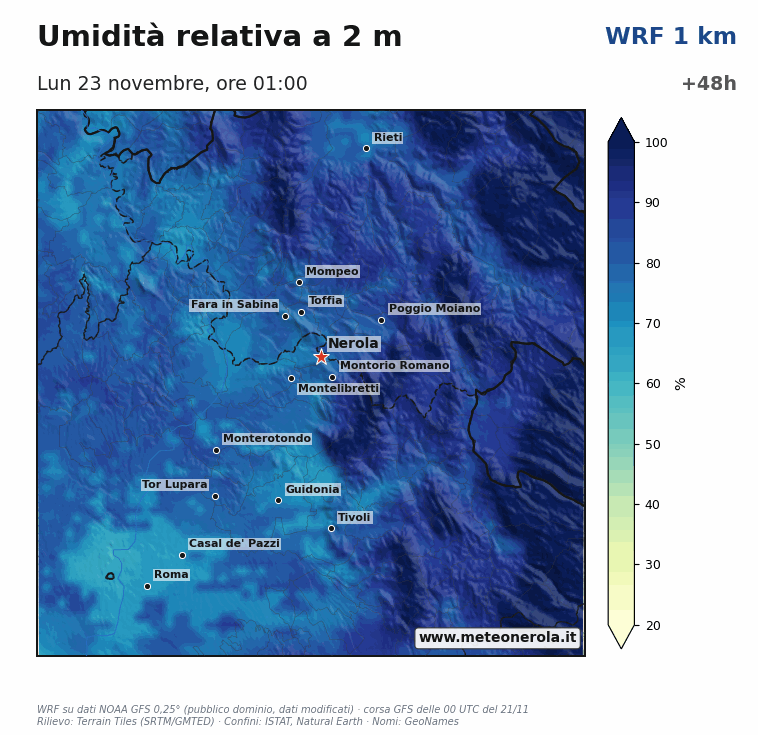 Umidità relativa a 2 m
WRF 1 km
Lun 23 novembre, ore 01:00
+48h
Rieti
Mompeo
Fara in Sabina
Toffia
Poggio Moiano
Nerola
Montorio Romano
Montelibretti
Monterotondo
Tor Lupara
Guidonia
Tivoli
Casal de' Pazzi
Roma
www.meteonerola.it
100
90
80
70
60
50
40
30
20
%
WRF su dati NOAA GFS 0,25° (pubblico dominio, dati modificati) · corsa GFS delle 00 UTC del 21/11
Rilievo: Terrain Tiles (SRTM/GMTED) · Confini: ISTAT, Natural Earth · Nomi: GeoNames